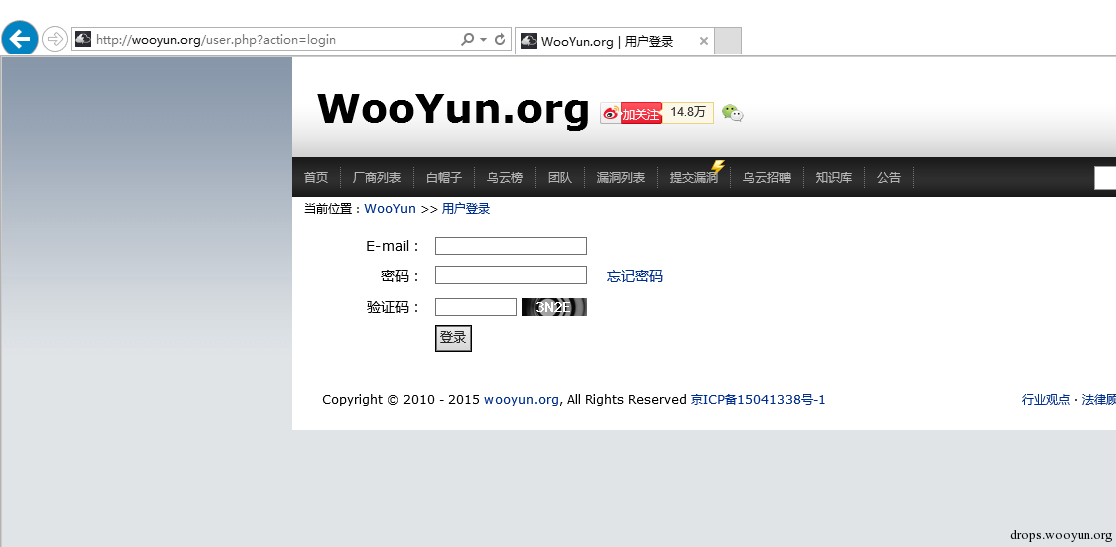 http://wooyun.org/user.php?action=login
WooYun.org | 用户登录
WooYun.org
加关注 14.8万
首页 厂商列表 白帽子 乌云榜 团队 漏洞列表 提交漏洞 乌云招聘 知识库 公告
当前位置 : WooYun >> 用户登录
E-mail :
密码 : 忘记密码
验证码 : 3N2E
登录
Copyright © 2010 - 2015 wooyun.org, All Rights Reserved 京ICP备15041338号-1 行业观点 · 法律顾
drops.wooyun.org